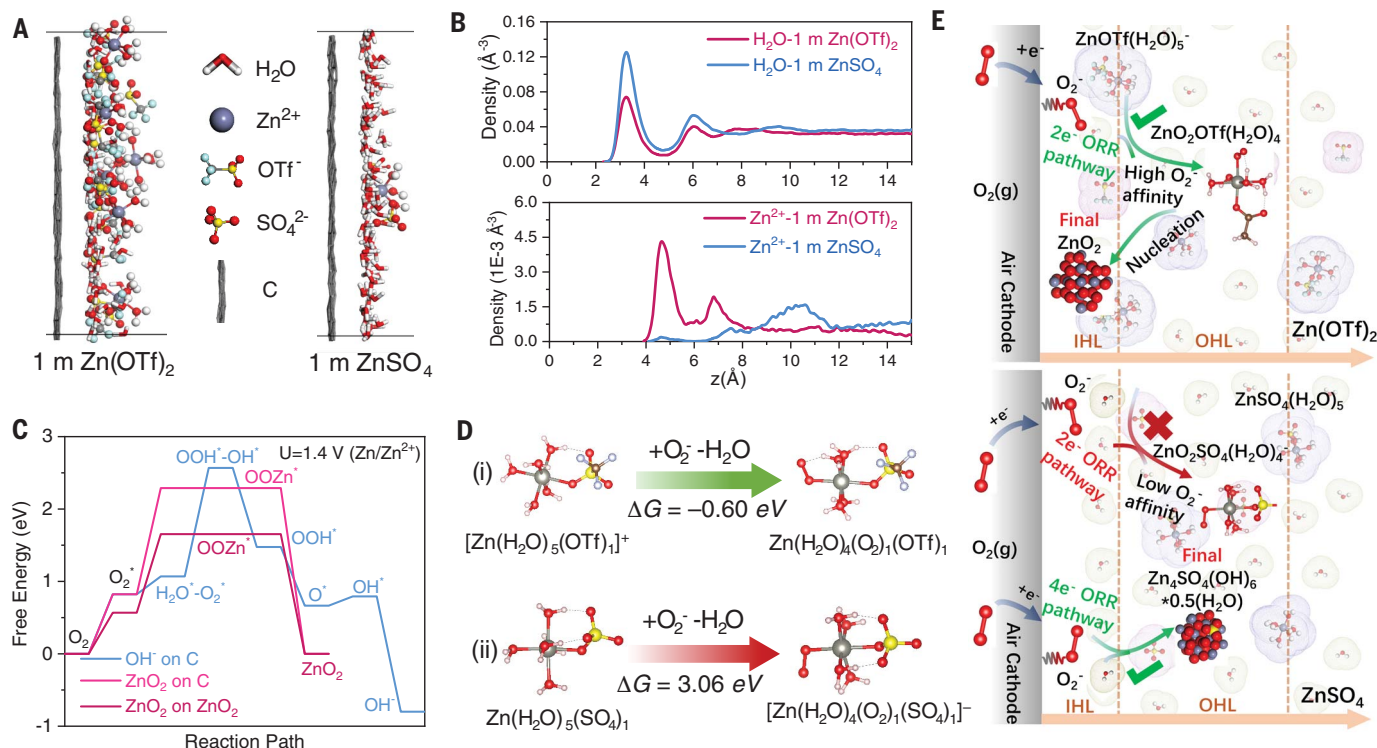 A
H₂O
Zn²⁺
OTf⁻
SO₄²⁻
C
1 m Zn(OTf)₂
1 m ZnSO₄
B
Density (Å⁻³)
0.16
0.12
0.08
0.04
0.00
H₂O-1 m Zn(OTf)₂
H₂O-1 m ZnSO₄
0 2 4 6 8 10 12 14
Density (1E-3 Å⁻³)
6.0
4.5
3.0
1.5
0.0
Zn²⁺-1 m Zn(OTf)₂
Zn²⁺-1 m ZnSO₄
0 2 4 6 8 10 12 14
z(Å)
C
Free Energy (eV)
3
2
1
0
-1
U=1.4 V (Zn/Zn²⁺)
OOH*-OH*
OOZn*
OOZn*
OOH*
O₂*
H₂O*-O₂*
O*
OH*
O₂
ZnO₂
OH⁻
OH⁻ on C
ZnO₂ on C
ZnO₂ on ZnO₂
Reaction Path
D
(i)
+O₂⁻ -H₂O
ΔG = −0.60 eV
[Zn(H₂O)₅(OTf)₁]⁺
Zn(H₂O)₄(O₂)₁(OTf)₁
(ii)
+O₂⁻ -H₂O
ΔG = 3.06 eV
Zn(H₂O)₅(SO₄)₁
[Zn(H₂O)₄(O₂)₁(SO₄)₁]⁻
E
+e⁻
ZnOTf(H₂O)₅⁻
O₂⁻
2e⁻ ORR
pathway
ZnO₂OTf(H₂O)₄
High O₂⁻
affinity
O₂(g)
Final
ZnO₂
Nucleation
Air Cathode
Zn(OTf)₂
IHL
OHL
+e⁻
O₂⁻
ZnSO₄(H₂O)₅
2e⁻ ORR
pathway
ZnO₂SO₄(H₂O)₄
Low O₂⁻
affinity
O₂(g)
Final
Zn₄SO₄(OH)₆
*0.5(H₂O)
+e⁻
4e⁻ ORR
pathway
O₂⁻
Air Cathode
ZnSO₄
IHL
OHL